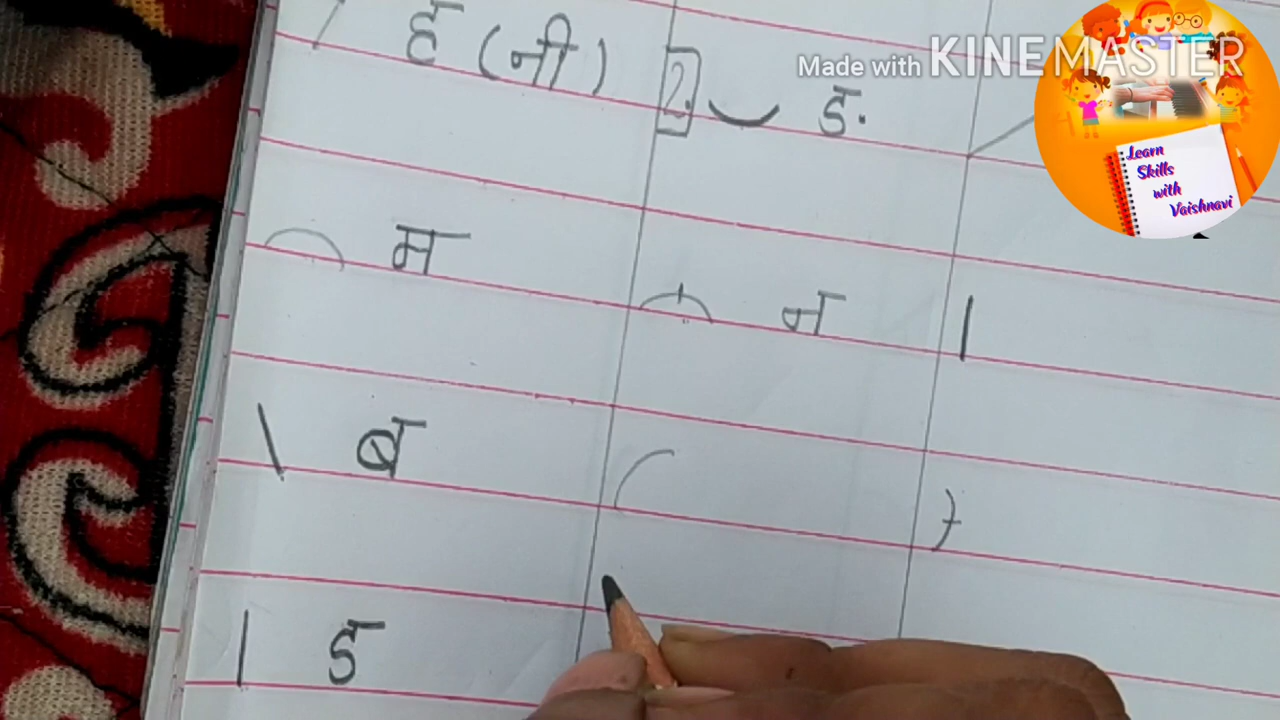 ह (नी) 2. ड.
म न
ब
ड
Made with KINEMASTER
Learn
Skills
with
Vaishnavi